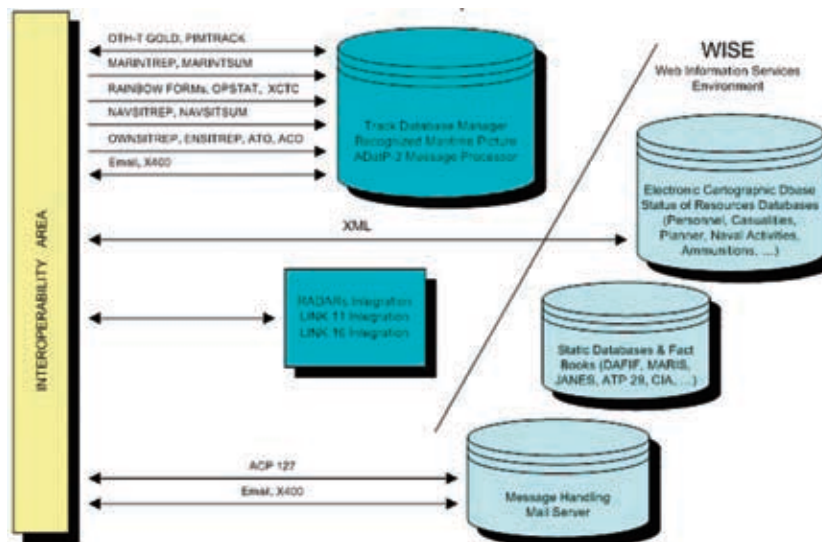 OTH-T GOLD, PIMTRACK
MARINTREP, MARINTSUM
RAINBOW FORMs, OPSTAT, XCTC
NAVSITREP, NAVSITSUM
OWNSITREP, ENSITREP, ATO, ACO
Email, X400
Track Database Manager
Recognized Maritime Picture
ADatP-3 Message Processor
WISE
Web Information Services
Environment
Electronic Cartographic Dbase
Status of Resources Databases
(Personnel, Casualities,
Planner, Naval Activities,
Ammunitions, ...)
XML
INTEROPERABILITY AREA
RADARs Integration
LINK 11 Integration
LINK 16 Integration
Static Databases & Fact
Books (DAFIF, MARIS,
JANES, ATP 28, CIA, ...)
ACP 127
Email, X400
Message Handling
Mail Server